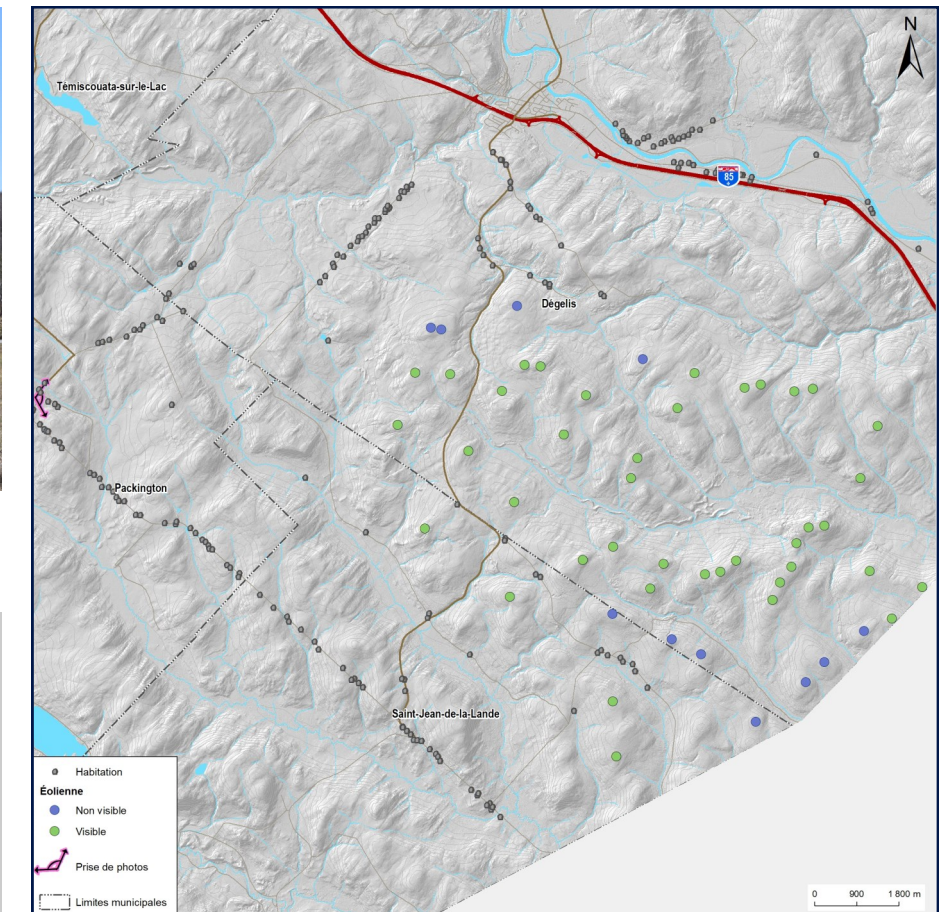 N
Témiscouata-sur-le-Lac
85
Dégelis
Packington
Saint-Jean-de-la-Lande
Habitation
Éolienne
Non visible
Visible
Prise de photos
Limites municipales
0 900 1 800 m